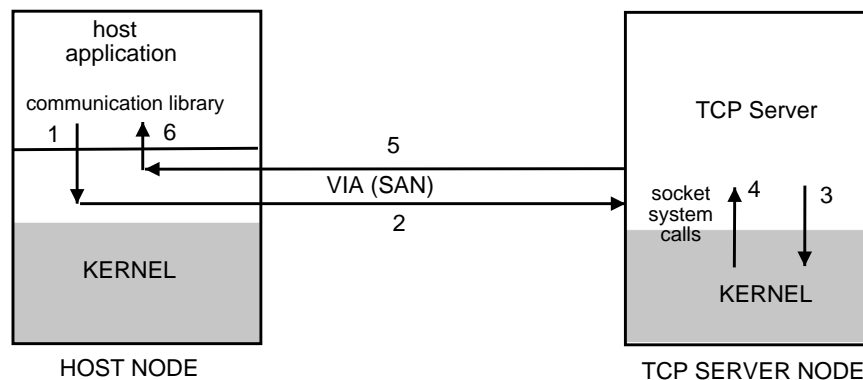 host
application
communication library
1
6
5
VIA (SAN)
2
TCP Server
socket
system
calls
4
3
KERNEL
KERNEL
HOST NODE
TCP SERVER NODE